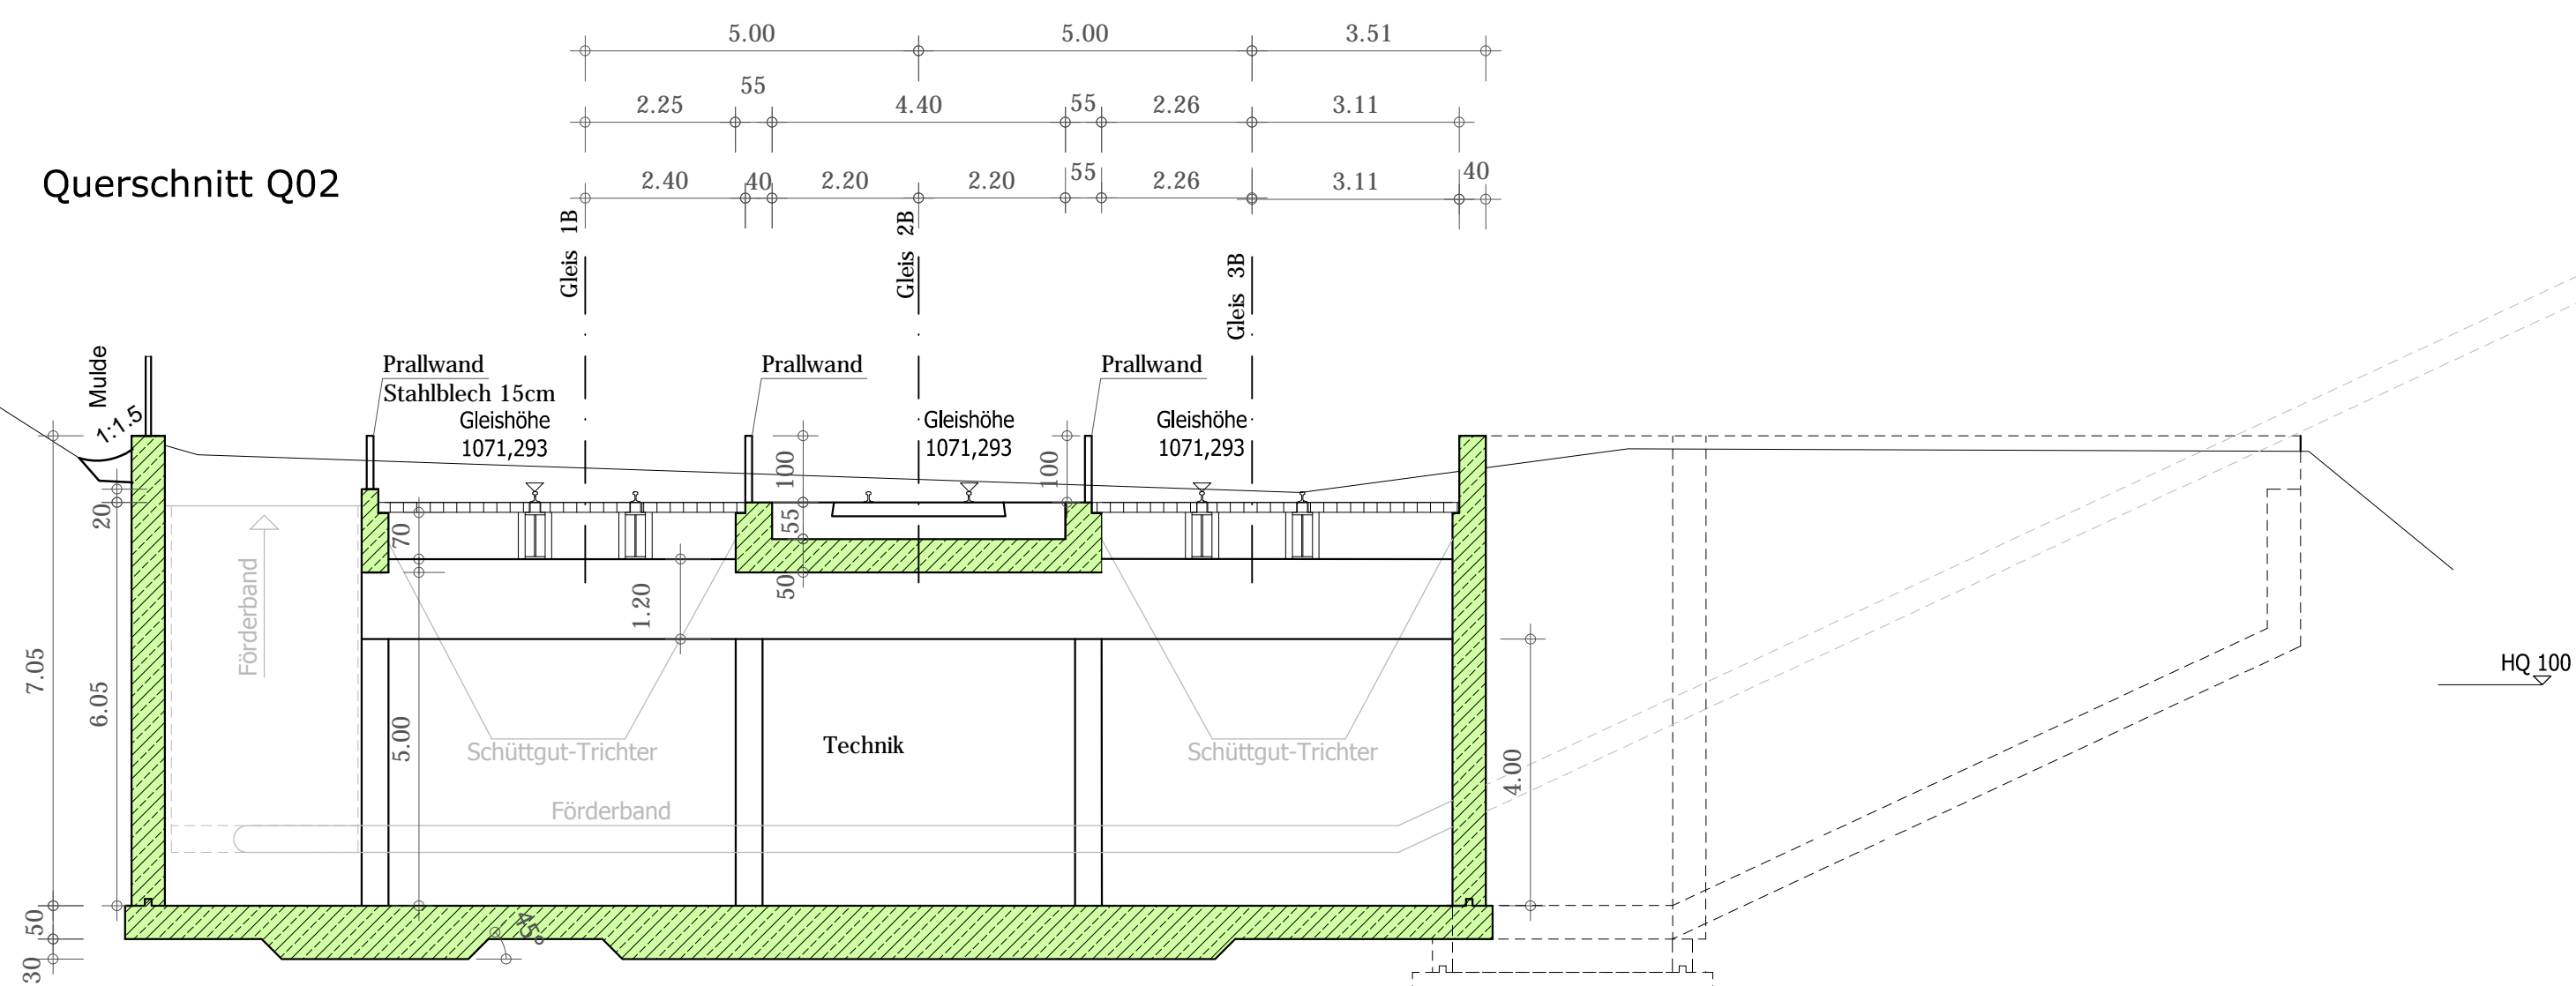 5.00
5.00
3.51
55
2.25
4.40
55
2.26
3.11
Querschnitt Q02
2.40
40
2.20
2.20
55
2.26
3.11
40
Gleis 1B
Gleis 2B
Gleis 3B
Mulde
1:1.5
Prallwand
Stahlblech 15cm
Prallwand
Prallwand
Gleishöhe
1071,293
Gleishöhe
1071,293
Gleishöhe
1071,293
100
100
20
70
55
50
1.20
Förderband
7.05
6.05
5.00
Schüttgut-Trichter
Technik
Schüttgut-Trichter
4.00
HQ 100
Förderband
50
30
45°